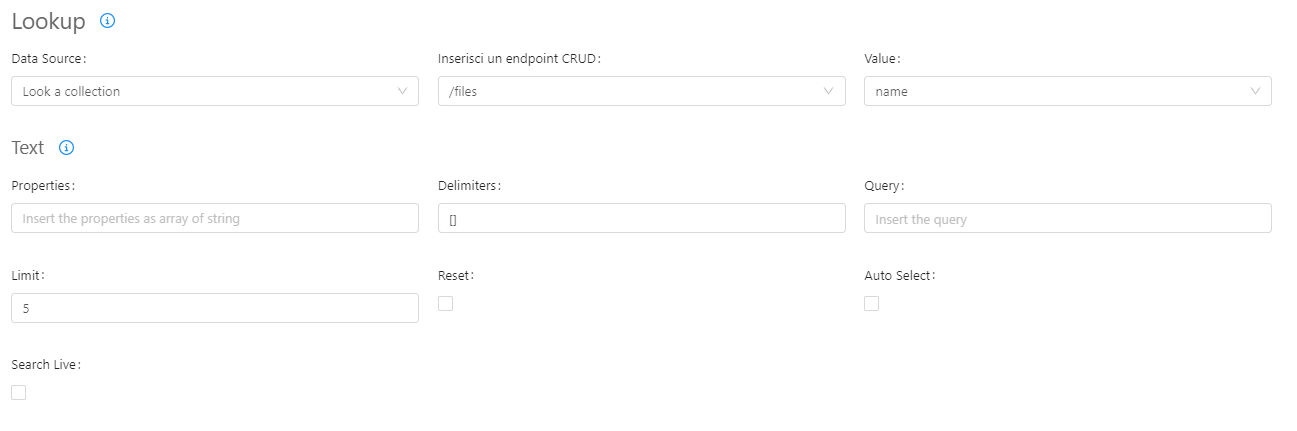 Lookup
Data Source:
Inserisci un endpoint CRUD:
Value:
Look a collection
/files
name
Text
Properties:
Delimiters:
Query:
Insert the properties as array of string
[]
Insert the query
Limit:
Reset:
Auto Select:
5
Search Live: